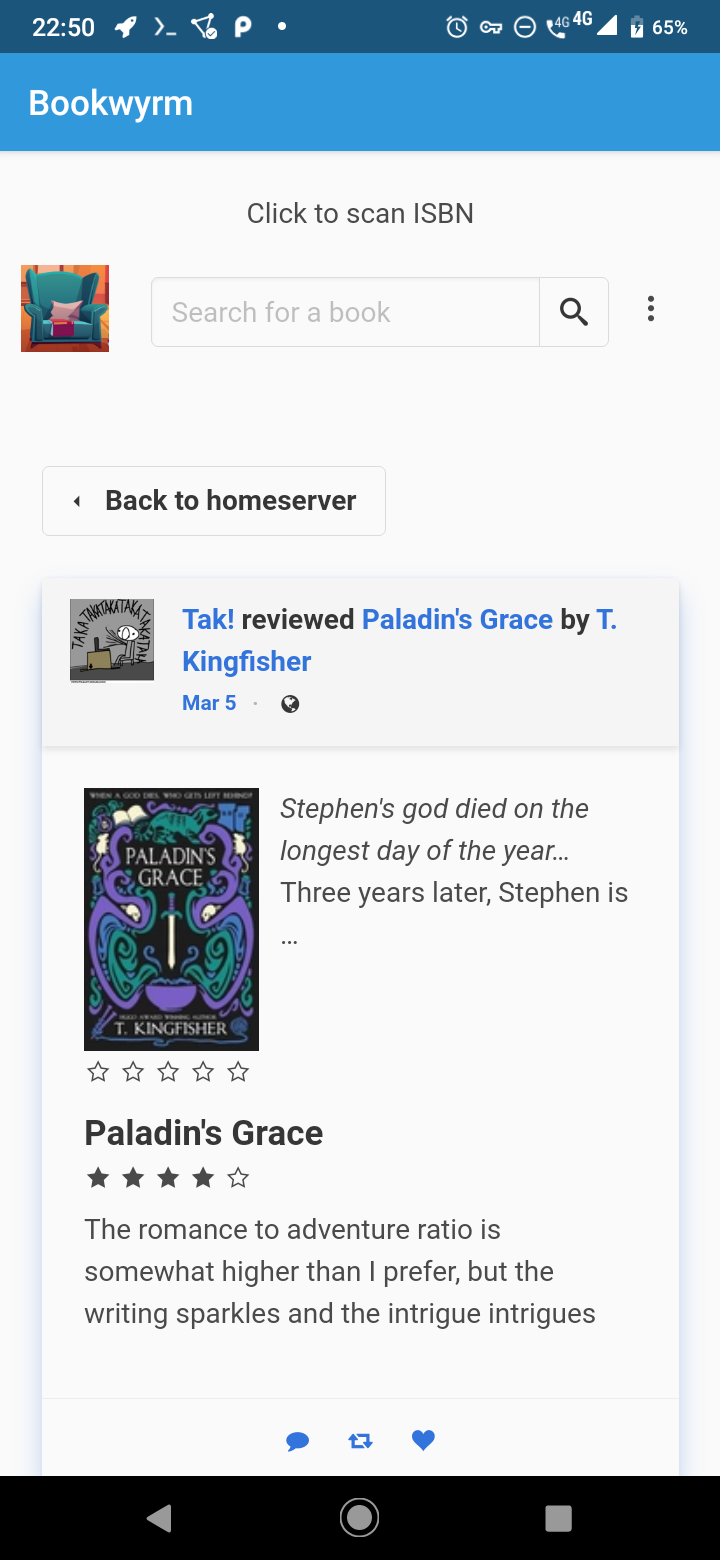 22:50
4G 4G 65%
Bookwyrm
Click to scan ISBN
Search for a book
Back to homeserver
TAKATAKATAKATAKATAKATAKA
Tak! reviewed Paladin's Grace by T.
Kingfisher
Mar 5 ·
WHEN A GOD DIES, WHO GETS LEFT BEHIND?
PALADIN'S
GRACE
HUGO AWARD WINNING AUTHOR
T. KINGFISHER
Stephen's god died on the
longest day of the year…
Three years later, Stephen is
…
Paladin's Grace
The romance to adventure ratio is
somewhat higher than I prefer, but the
writing sparkles and the intrigue intrigues